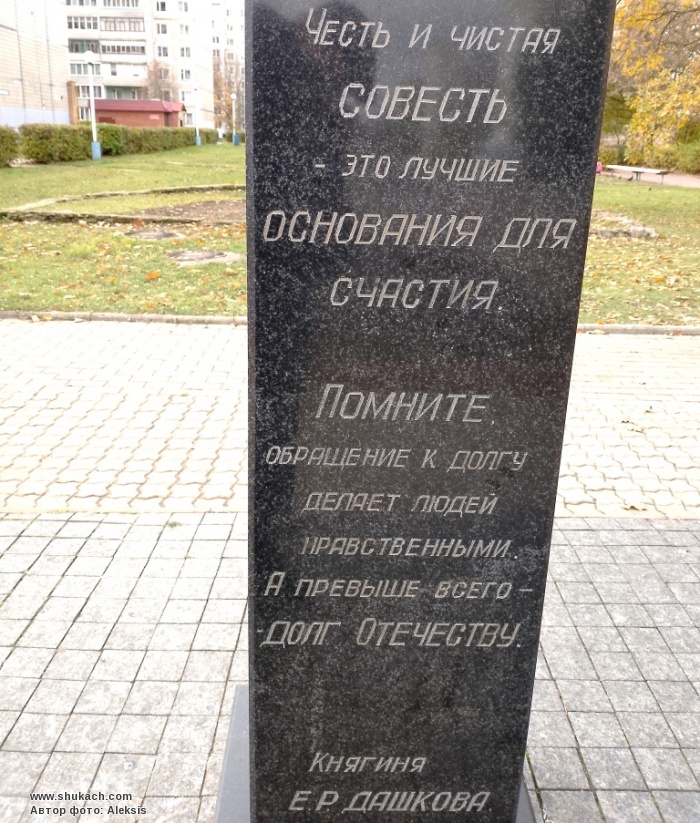 Честь и чистая
СОВЕСТЬ
- это лучшие
ОСНОВАНИЯ ДЛЯ
СЧАСТИЯ.
Помните,
обращение к долгу
делает людей
нравственными.
А превыше всего -
- долг Отечеству.
Княгиня
Е.Р. ДАШКОВА
www.shukach.com
Автор фото: Aleksis